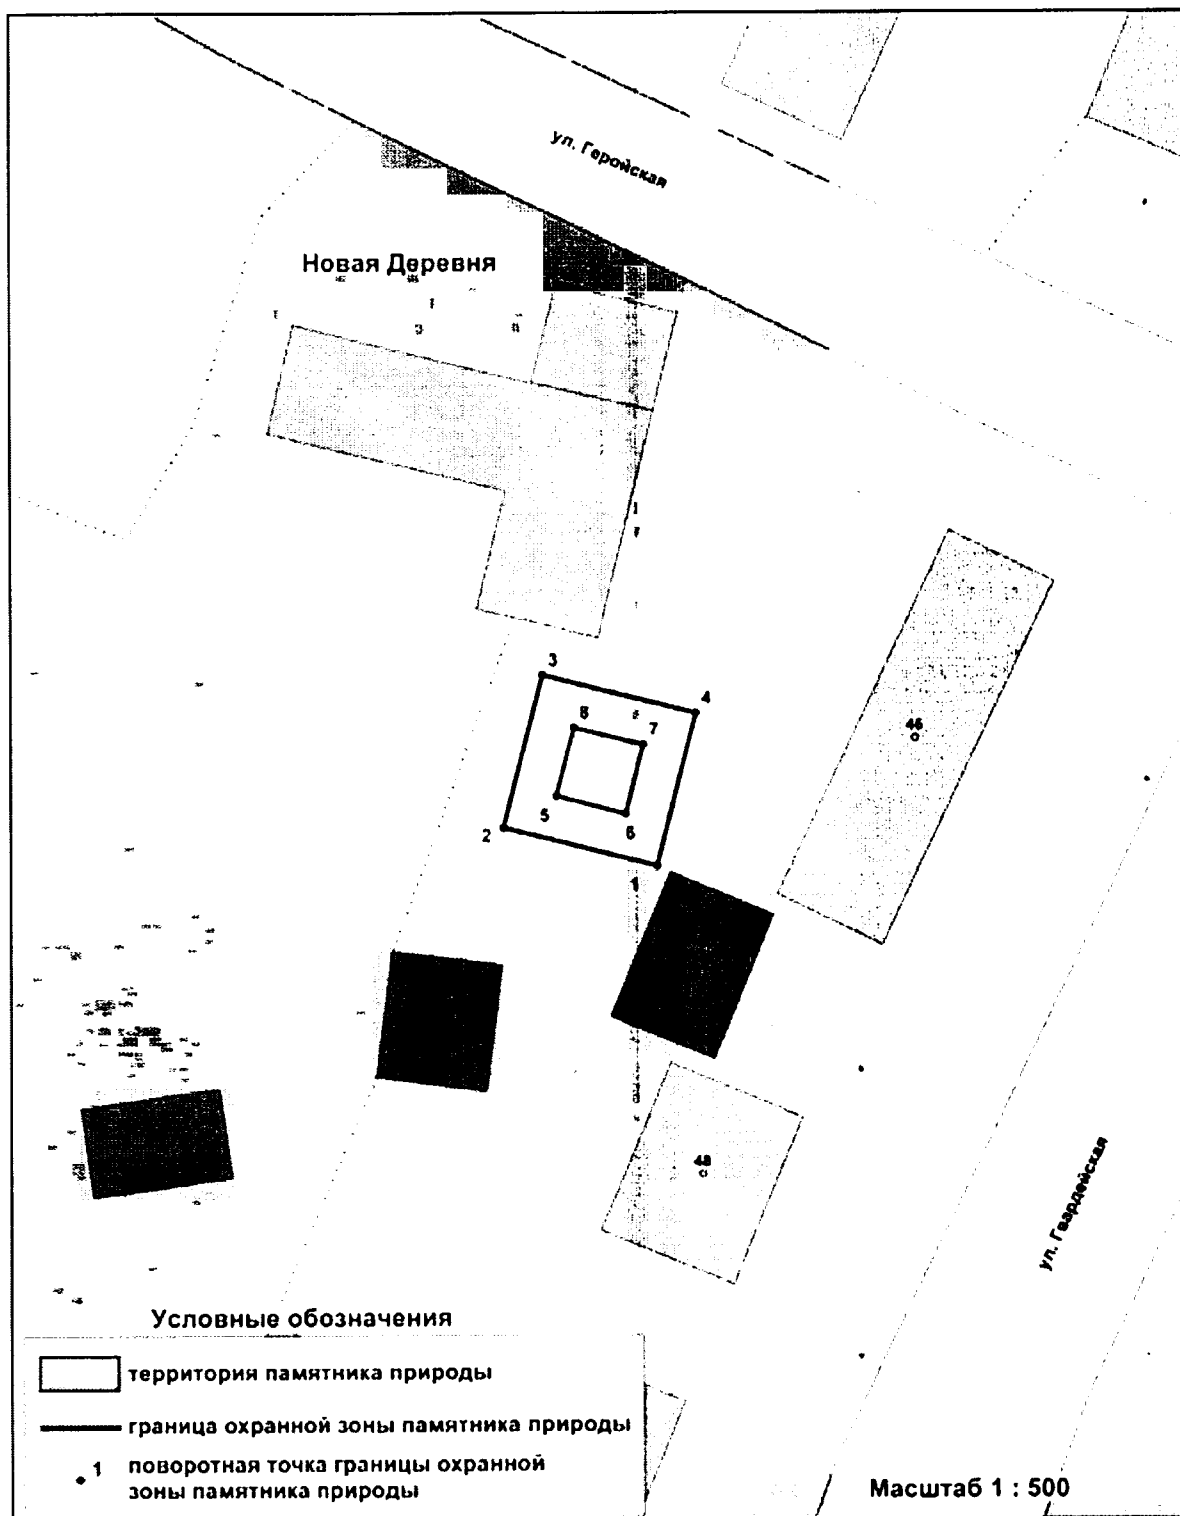 ул. Геройская
Новая Деревня
3
4
8
7
5
6
2
1
46
48
ул. Гвардейская
Условные обозначения
территория памятника природы
граница охранной зоны памятника природы
1 поворотная точка границы охранной
зоны памятника природы
Масштаб 1 : 500